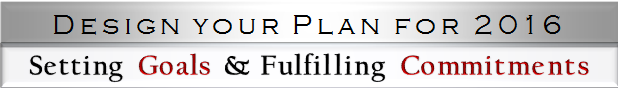 Design your Plan for 2016
Setting Goals & Fulfilling Commitments